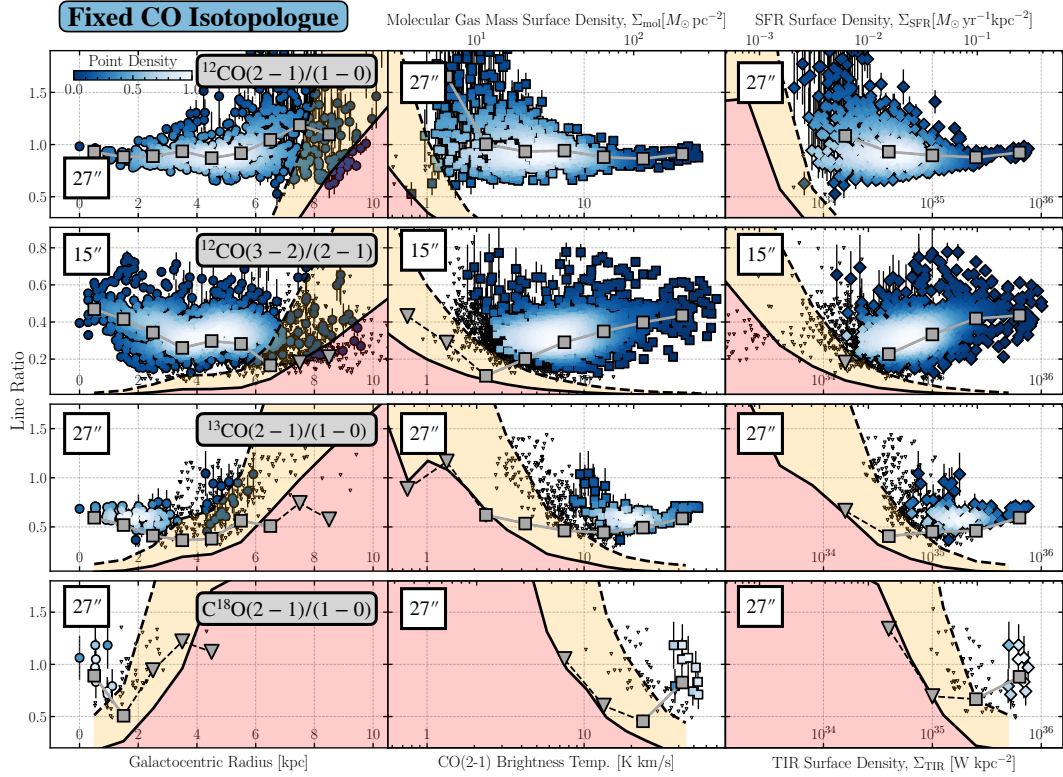 Fixed CO Isotopologue
Molecular Gas Mass Surface Density, Σmol[M⊙ pc⁻²]
SFR Surface Density, ΣSFR[M⊙ yr⁻¹kpc⁻²]
10¹ 10²
10⁻³ 10⁻² 10⁻¹
Point Density
0.0 0.5 1.0
¹²CO(2 − 1)/(1 − 0)
27″ 27″ 27″
1.5
1.0
0.5
0 2 4 6 8 10
1 10
10³⁴ 10³⁵ 10³⁶
15″ 15″ 15″
¹²CO(3 − 2)/(2 − 1)
0.8
0.6
0.4
0.2
0 2 4 6 8 10
1 10
10³⁴ 10³⁵ 10³⁶
Line Ratio
27″ 27″ 27″
¹³CO(2 − 1)/(1 − 0)
1.5
1.0
0.5
0 2 4 6 8 10
1 10
10³⁴ 10³⁵ 10³⁶
27″ 27″ 27″
C¹⁸O(2 − 1)/(1 − 0)
1.5
1.0
0.5
0 2 4 6 8 10
1 10
10³⁴ 10³⁵ 10³⁶
Galactocentric Radius [kpc]
CO(2-1) Brightness Temp. [K km/s]
TIR Surface Density, ΣTIR [W kpc⁻²]